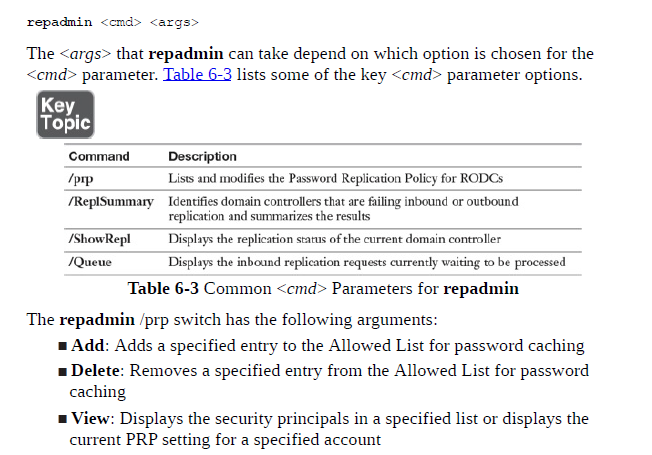 repadmin <cmd> <args>
The <args> that repadmin can take depend on which option is chosen for the
<cmd> parameter. Table 6-3 lists some of the key <cmd> parameter options.
Key
Topic
Command Description
/prp Lists and modifies the Password Replication Policy for RODCs
/ReplSummary Identifies domain controllers that are failing inbound or outbound
replication and summarizes the results
/ShowRepl Displays the replication status of the current domain controller
/Queue Displays the inbound replication requests currently waiting to be processed
Table 6-3 Common <cmd> Parameters for repadmin
The repadmin /prp switch has the following arguments:
■ Add: Adds a specified entry to the Allowed List for password caching
■ Delete: Removes a specified entry from the Allowed List for password
caching
■ View: Displays the security principals in a specified list or displays the
current PRP setting for a specified account